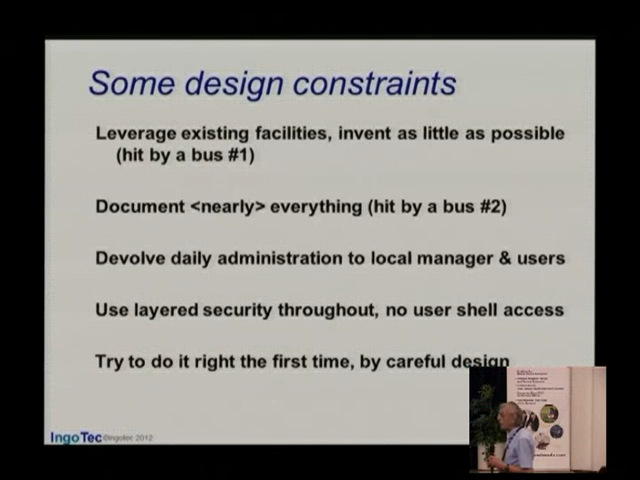 Some design constraints
Leverage existing facilities, invent as little as possible
(hit by a bus #1)
Document <nearly> everything (hit by a bus #2)
Devolve daily administration to local manager & users
Use layered security throughout, no user shell access
Try to do it right the first time, by careful design
IngoTec ©Ingotec 2012